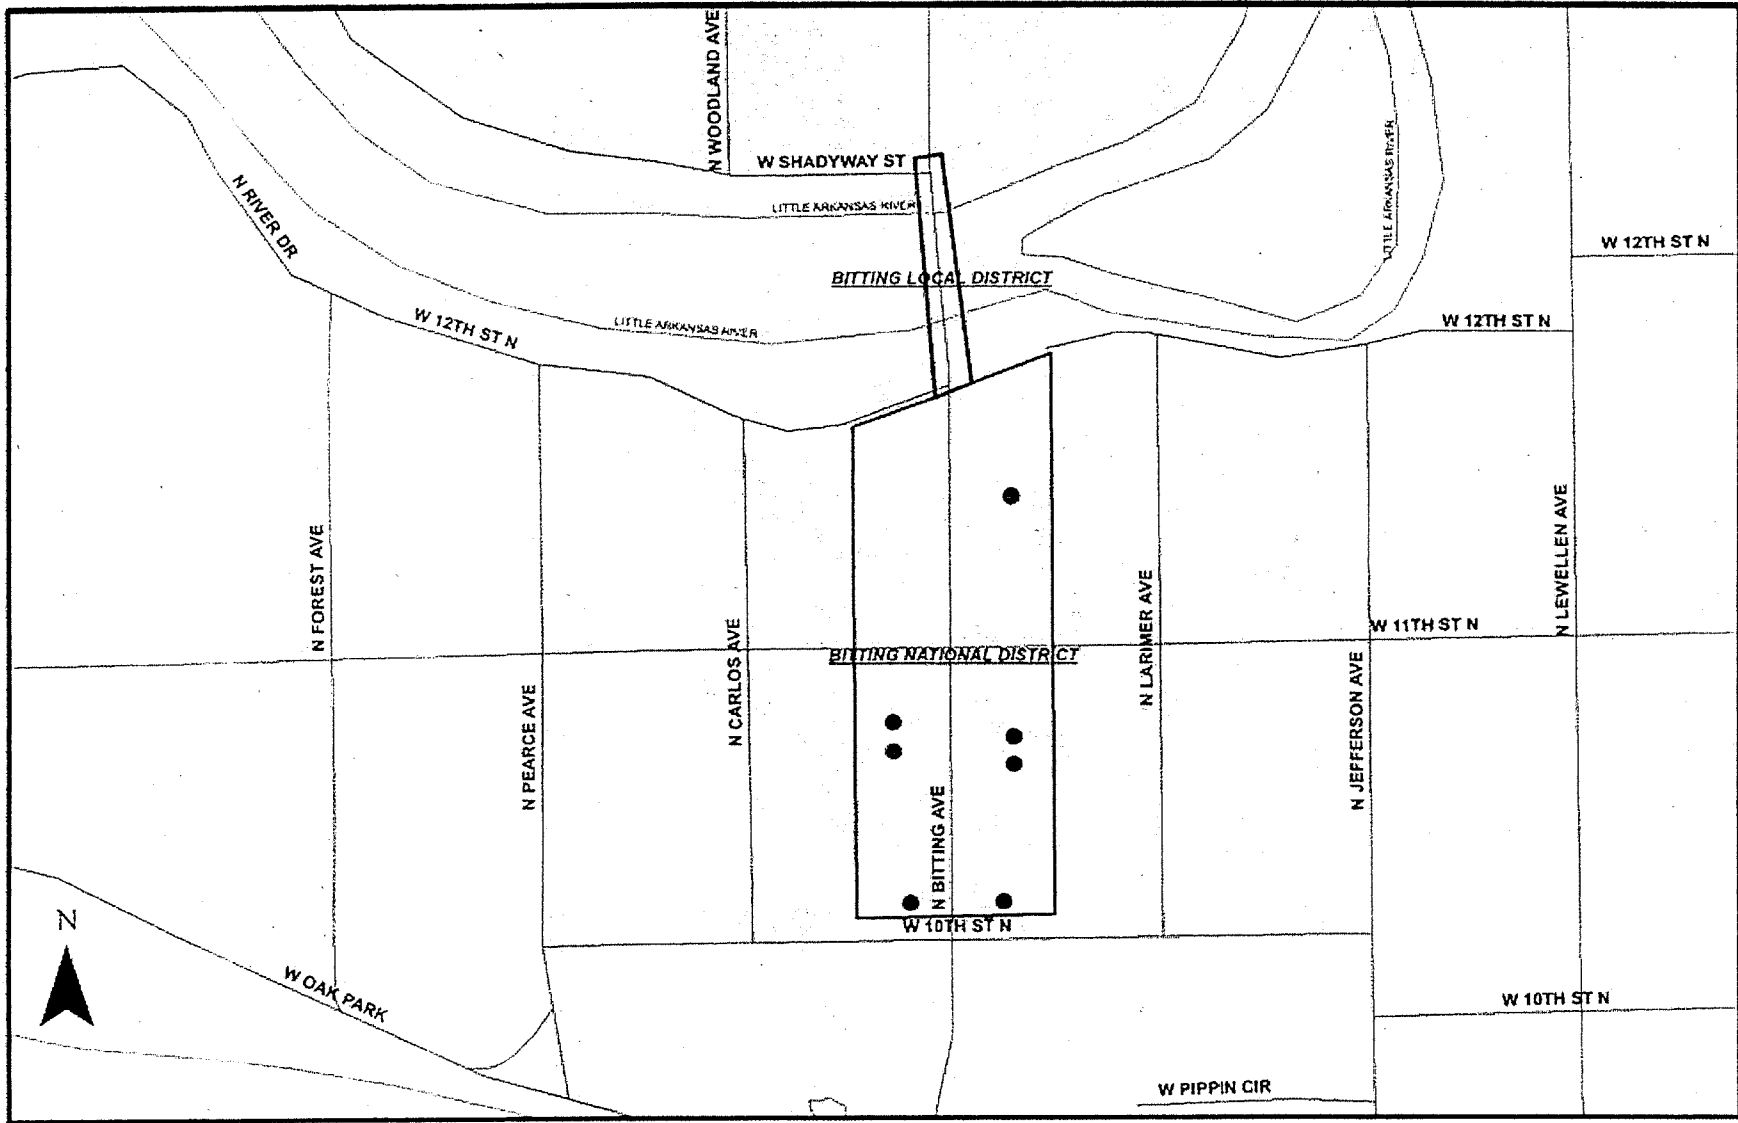 N WOODLAND AVE
W SHADYWAY ST
LITTLE ARKANSAS RIVER
LITTLE ARKANSAS RIVER
N RIVER DR
W 12TH ST N
BITTING LOCAL DISTRICT
W 12TH ST N
LITTLE ARKANSAS RIVER
W 12TH ST N
N FOREST AVE
N LEWELLEN AVE
N LARIMER AVE
N CARLOS AVE
W 11TH ST N
BITTING NATIONAL DISTRICT
N PEARCE AVE
N JEFFERSON AVE
N BITTING AVE
W 10TH ST N
N
W OAK PARK
W 10TH ST N
W PIPPIN CIR